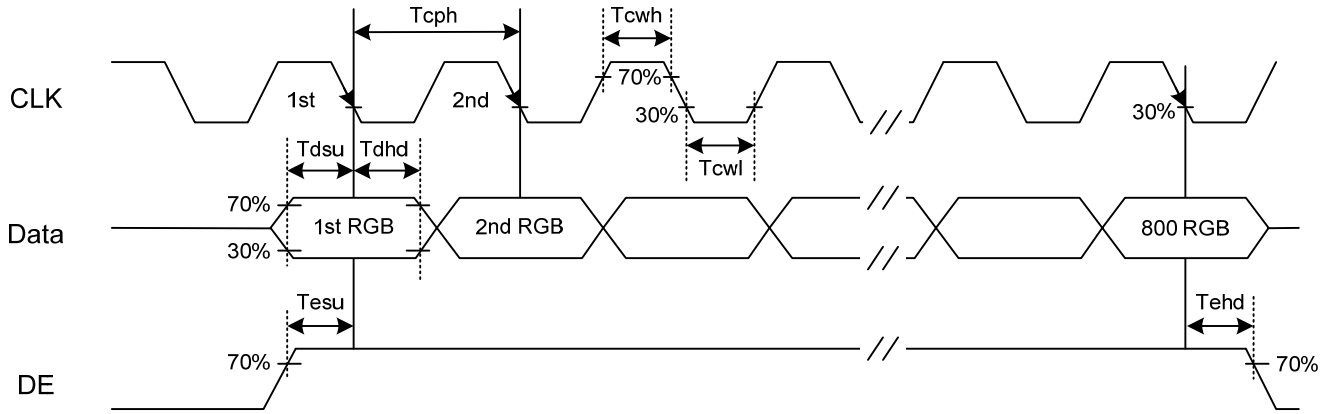 Tcph
Tcwh
CLK
1st
2nd
70%
30%
30%
Tdsu
Tdhd
Tcwl
Data
70%
30%
1st RGB
2nd RGB
800 RGB
Tesu
Tehd
DE
70%
70%